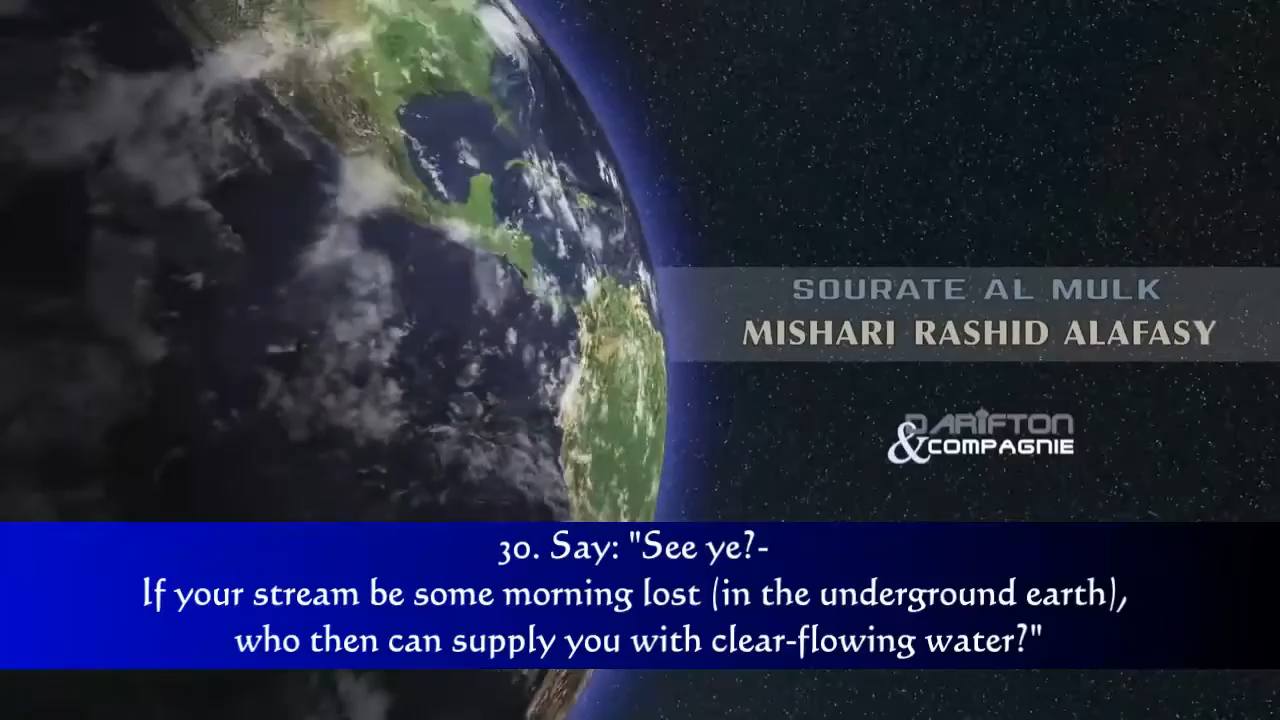 SOURATE AL MULK
MISHARI RASHID ALAFASY
DARIFTON
&COMPAGNIE
30. Say: "See ye?-
If your stream be some morning lost (in the underground earth),
who then can supply you with clear-flowing water?"